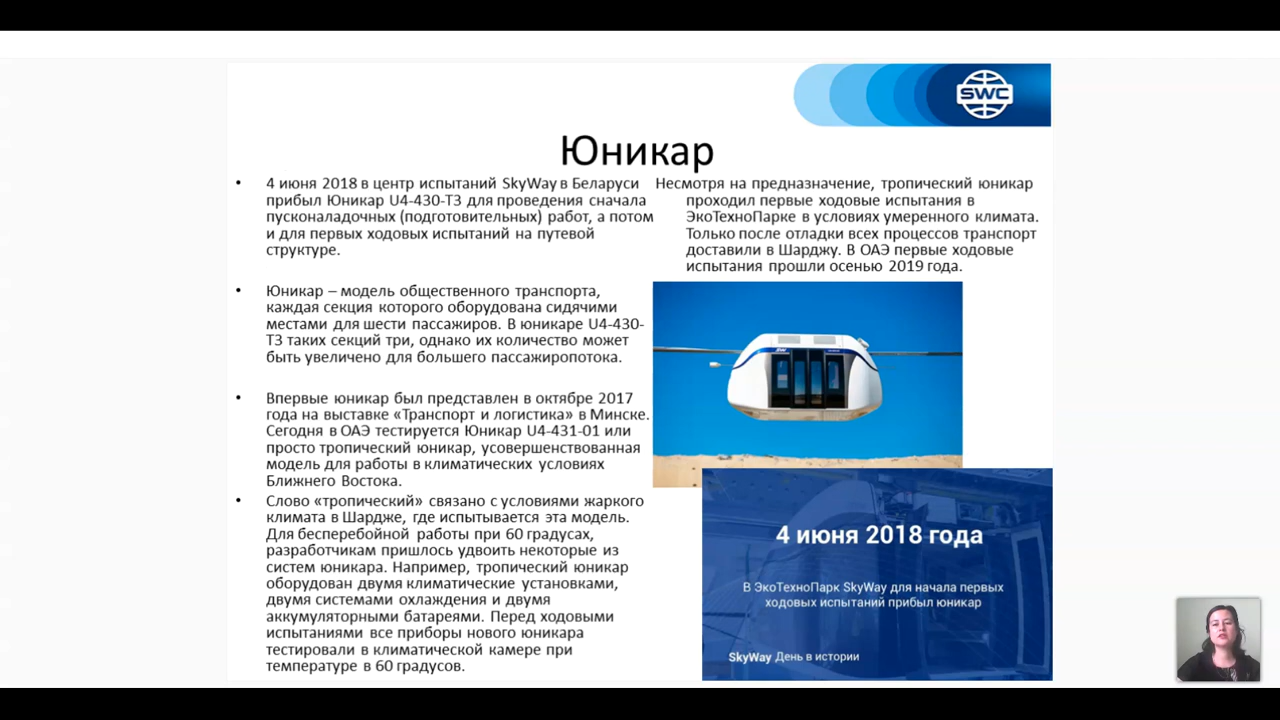 SWC
Юникар
• 4 июня 2018 в центр испытаний SkyWay в Беларуси
прибыл Юникар U4-430-ТЗ для проведения сначала
пусконаладочных (подготовительных) работ, а потом
и для первых ходовых испытаний на путевой
структуре.
• Юникар – модель общественного транспорта,
каждая секция которого оборудована сидячими
местами для шести пассажиров. В юникаре U4-430-
ТЗ таких секций три, однако их количество может
быть увеличено для большего пассажиропотока.
• Впервые юникар был представлен в октябре 2017
года на выставке «Транспорт и логистика» в Минске.
Сегодня в ОАЭ тестируется Юникар U4-431-01 или
просто тропический юникар, усовершенствованная
модель для работы в климатических условиях
Ближнего Востока.
• Слово «тропический» связано с условиями жаркого
климата в Шардже, где испытывается эта модель.
Для бесперебойной работы при 60 градусах,
разработчикам пришлось удвоить некоторые из
систем юникара. Например, тропический юникар
оборудован двумя климатические установками,
двумя системами охлаждения и двумя
аккумуляторными батареями. Перед ходовыми
испытаниями все приборы нового юникара
тестировали в климатической камере при
температуре в 60 градусов.
Несмотря на предназначение, тропический юникар
проходил первые ходовые испытания в
ЭкоТехноПарке в условиях умеренного климата.
Только после отладки всех процессов транспорт
доставили в Шарджу. В ОАЭ первые ходовые
испытания прошли осенью 2019 года.
4 июня 2018 года
В ЭкоТехноПарк SkyWay для начала первых
ходовых испытаний прибыл юникар
SkyWay День в истории